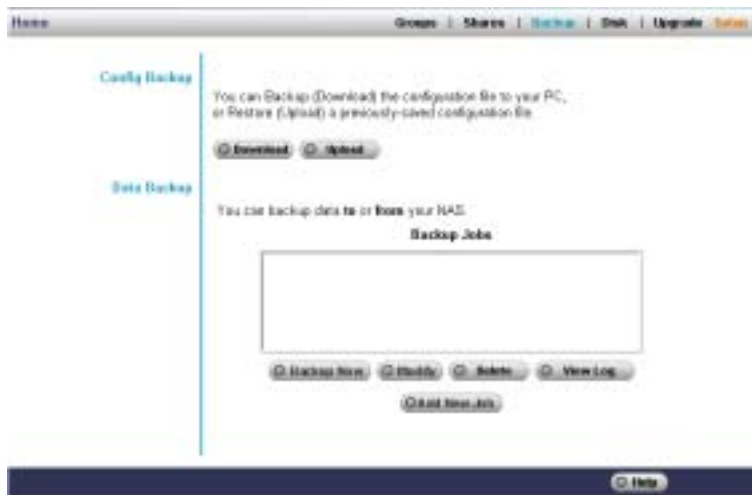 Home
Groups | Shares | Backup | Disk | Upgrade Setup
Config Backup
You can Backup (Download) the configuration file to your PC,
or Restore (Upload) a previously-saved configuration file.
Download Upload
Data Backup
You can backup data to or from your NAS.
Backup Jobs
Backup Now Modify Delete View Log
Add New Job
Help